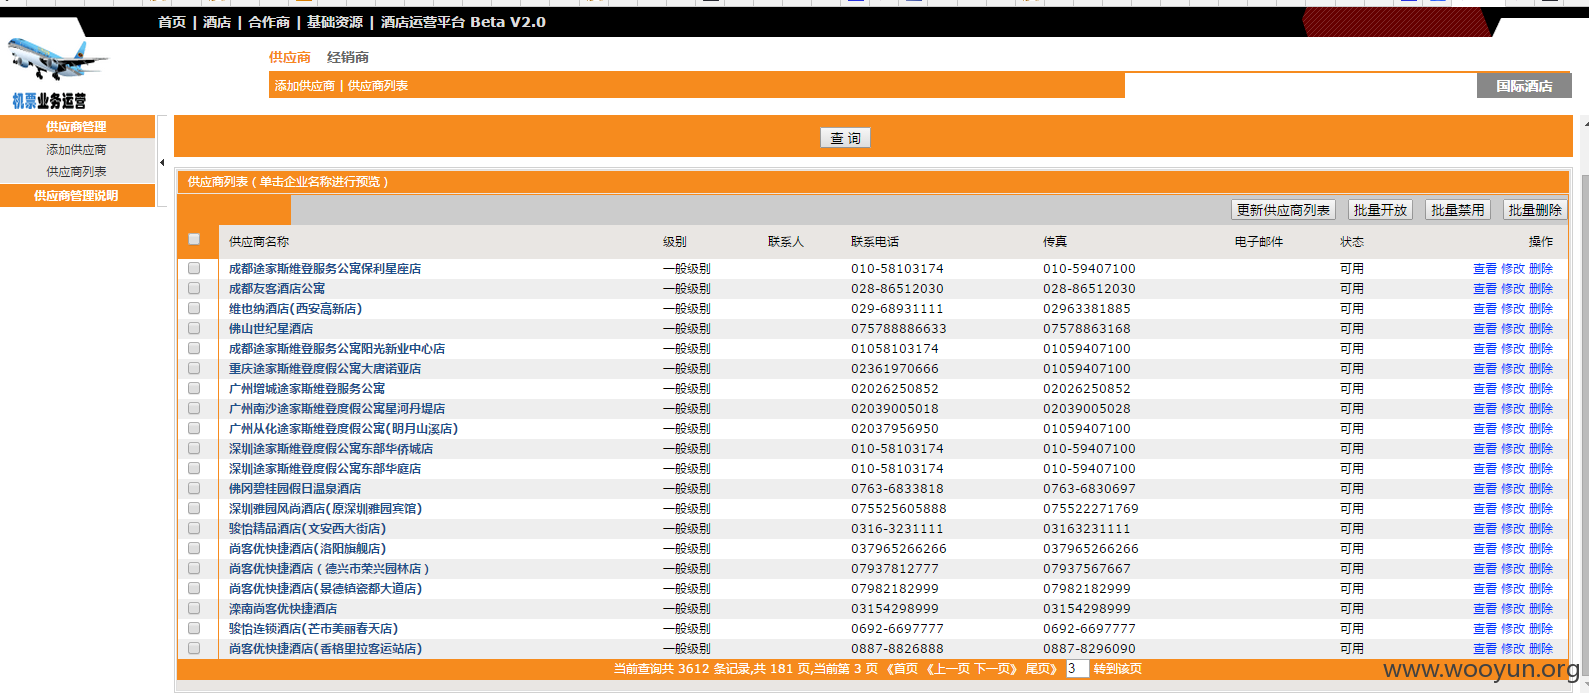 首页 | 酒店 | 合作商 | 基础资源 | 酒店运营平台 Beta V2.0
机票业务运营
供应商 经销商
添加供应商 | 供应商列表
国际酒店
供应商管理
添加供应商
供应商列表
供应商管理说明
查 询
供应商列表 ( 单击企业名称进行预览 )
更新供应商列表 批量开放 批量禁用 批量删除
供应商名称 级别 联系人 联系电话 传真 电子邮件 状态 操作
成都途家斯维登服务公寓保利星座店 一般级别 010-58103174 010-59407100 可用 查看 修改 删除
成都友客酒店公寓 一般级别 028-86512030 028-86512030 可用 查看 修改 删除
维也纳酒店(西安高新店) 一般级别 029-68931111 02963381885 可用 查看 修改 删除
佛山世纪星酒店 一般级别 075788886633 07578863168 可用 查看 修改 删除
成都途家斯维登服务公寓阳光新业中心店 一般级别 01058103174 01059407100 可用 查看 修改 删除
重庆途家斯维登度假公寓大唐诺亚店 一般级别 02361970666 01059407100 可用 查看 修改 删除
广州增城途家斯维登服务公寓 一般级别 02026250852 02026250852 可用 查看 修改 删除
广州南沙途家斯维登度假公寓星河丹堤店 一般级别 02039005018 02039005028 可用 查看 修改 删除
广州从化途家斯维登度假公寓(明月山溪店) 一般级别 02037956950 01059407100 可用 查看 修改 删除
深圳途家斯维登度假公寓东部华侨城店 一般级别 010-58103174 010-59407100 可用 查看 修改 删除
深圳途家斯维登度假公寓东部华庭店 一般级别 010-58103174 010-59407100 可用 查看 修改 删除
佛冈碧桂园假日温泉酒店 一般级别 0763-6833818 0763-6830697 可用 查看 修改 删除
深圳雅园风尚酒店(原深圳雅园宾馆) 一般级别 075525605888 075522271769 可用 查看 修改 删除
骏怡精品酒店(文安西大街店) 一般级别 0316-3231111 03163231111 可用 查看 修改 删除
尚客优快捷酒店(洛阳旗舰店) 一般级别 037965266266 037965266266 可用 查看 修改 删除
尚客优快捷酒店 ( 德兴市荣兴园林店 ) 一般级别 07937812777 07937567667 可用 查看 修改 删除
尚客优快捷酒店(景德镇瓷都大道店) 一般级别 07982182999 07982182999 可用 查看 修改 删除
滦南尚客优快捷酒店 一般级别 03154298999 03154298999 可用 查看 修改 删除
骏怡连锁酒店(芒市美丽春天店) 一般级别 0692-6697777 0692-6697777 可用 查看 修改 删除
尚客优快捷酒店(香格里拉客运站店) 一般级别 0887-8826888 0887-8296090 可用 查看 修改 删除
当前查询共 3612 条记录,共 181 页,当前第 3 页 《首页 《上一页 下一页》 尾页》 3 转到该页
www.wooyun.org